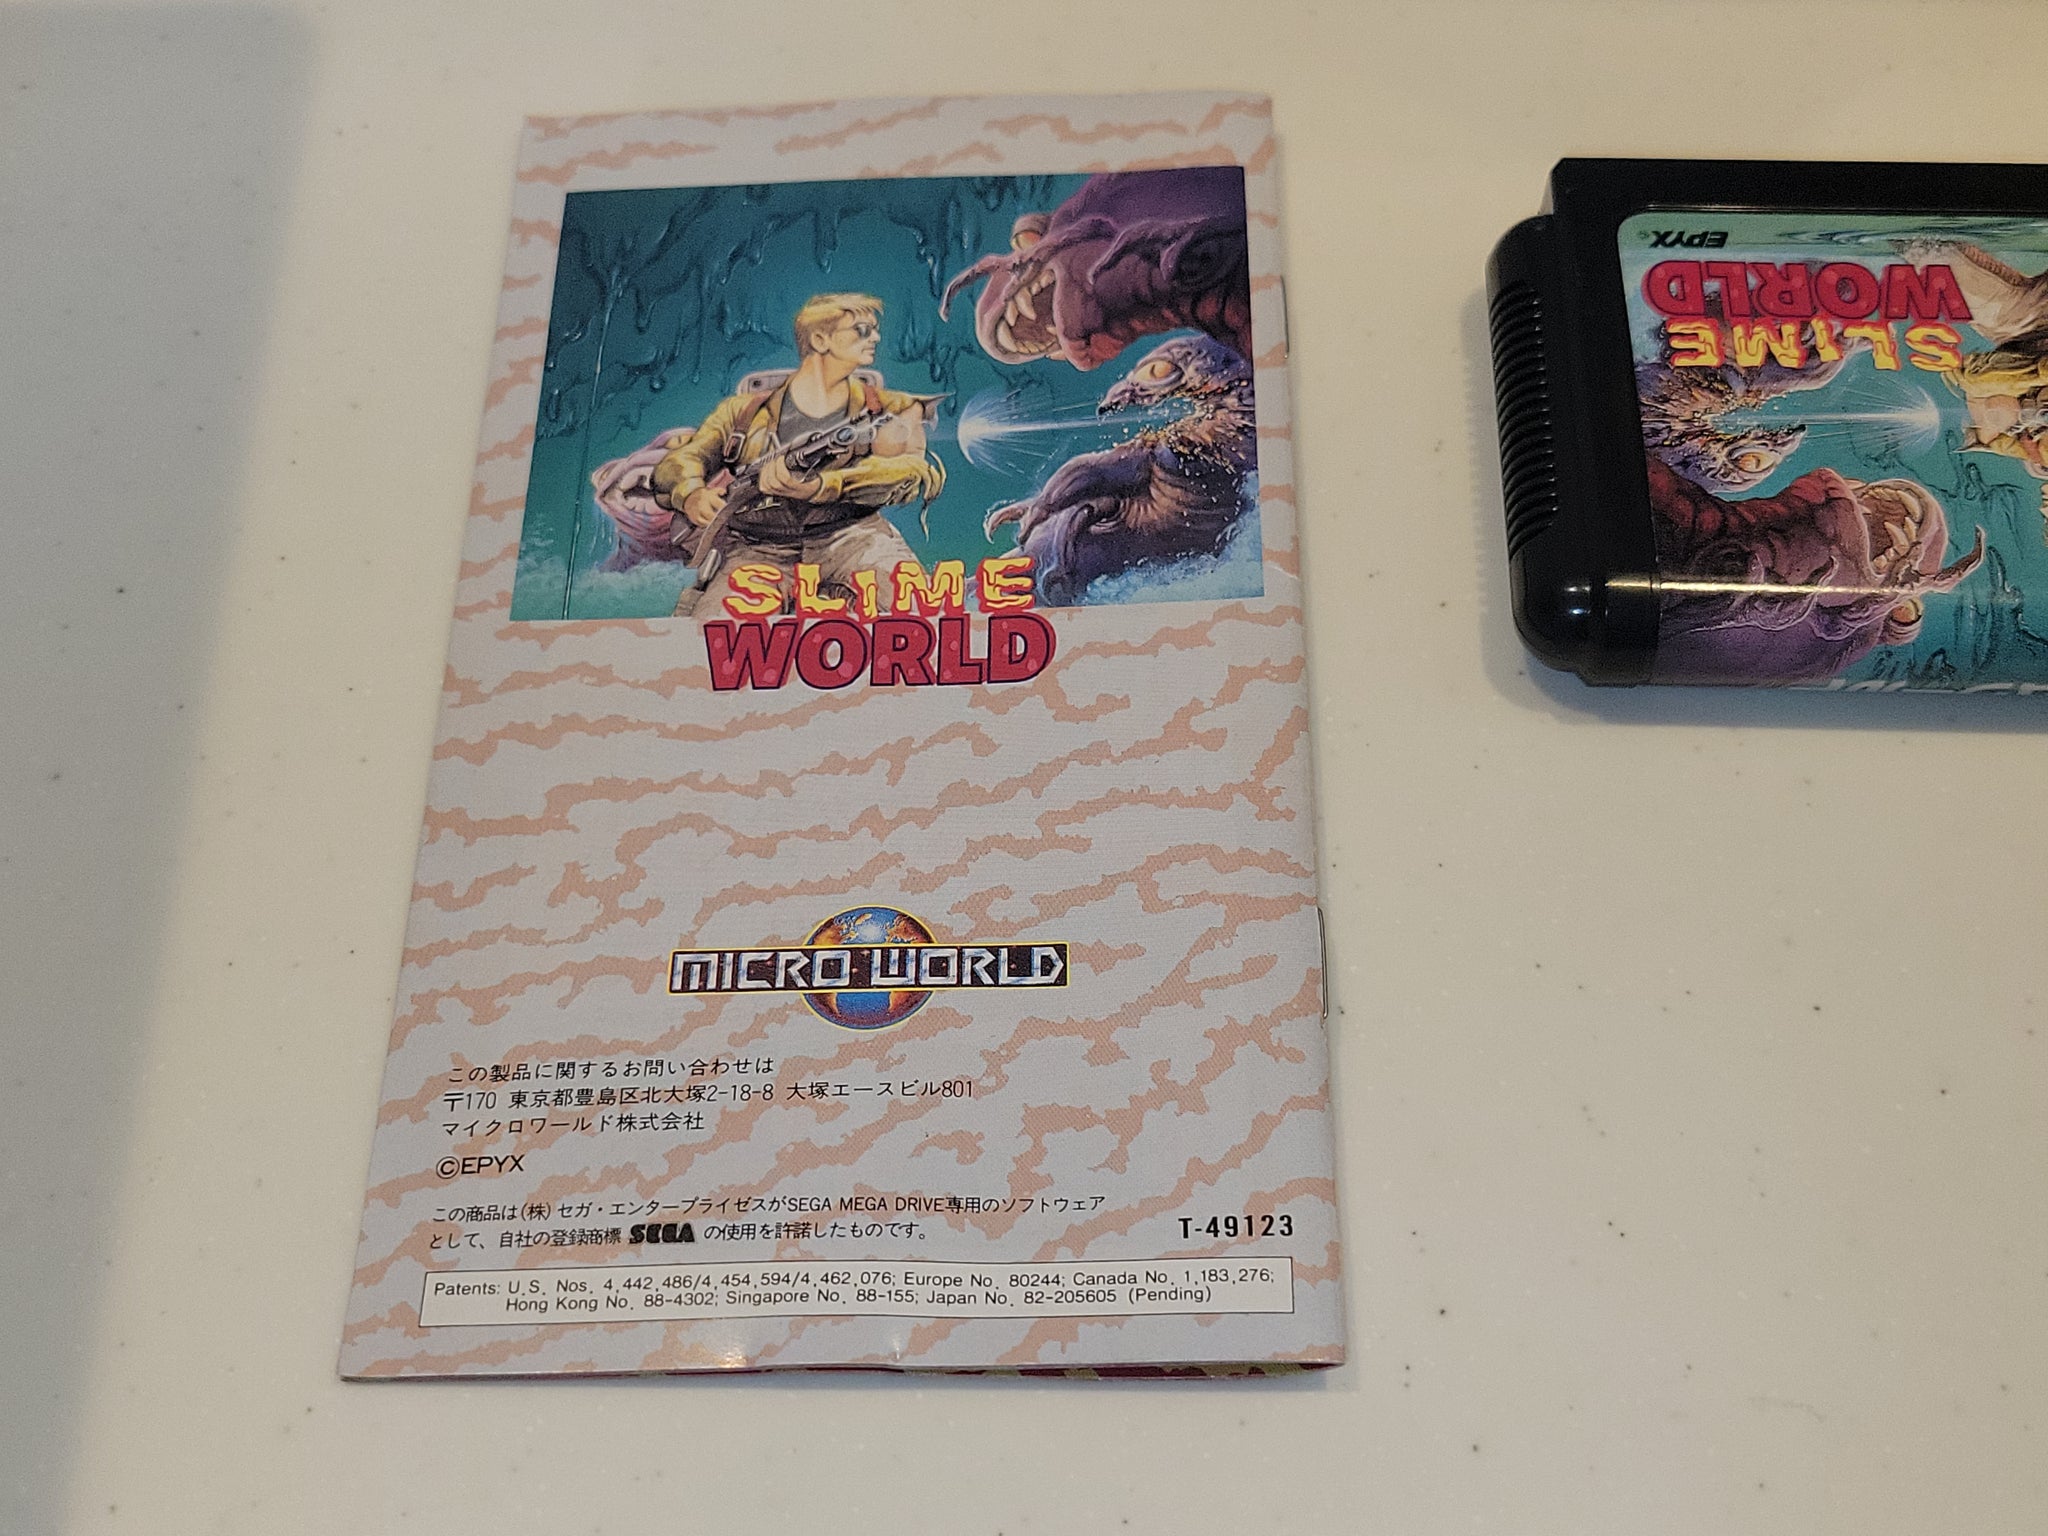 SLIME
WORLD
MICRO WORLD
この製品に関するお問い合わせは
〒170 東京都豊島区北大塚2-18-8 大塚エースビル801
マイクロワールド株式会社
©EPYX
この商品は(株)セガ・エンタープライゼスがSEGA MEGA DRIVE専用のソフトウェア
として、自社の登録商標 SEGA の使用を許諾したものです。
T-49123
Patents: U.S. Nos. 4,442,486/4,454,594/4,462,076; Europe No. 80244; Canada No. 1,183,276;
Hong Kong No. 88-4302; Singapore No. 88-155; Japan No. 82-205605 (Pending)
EPYX©
SLIME
WORLD